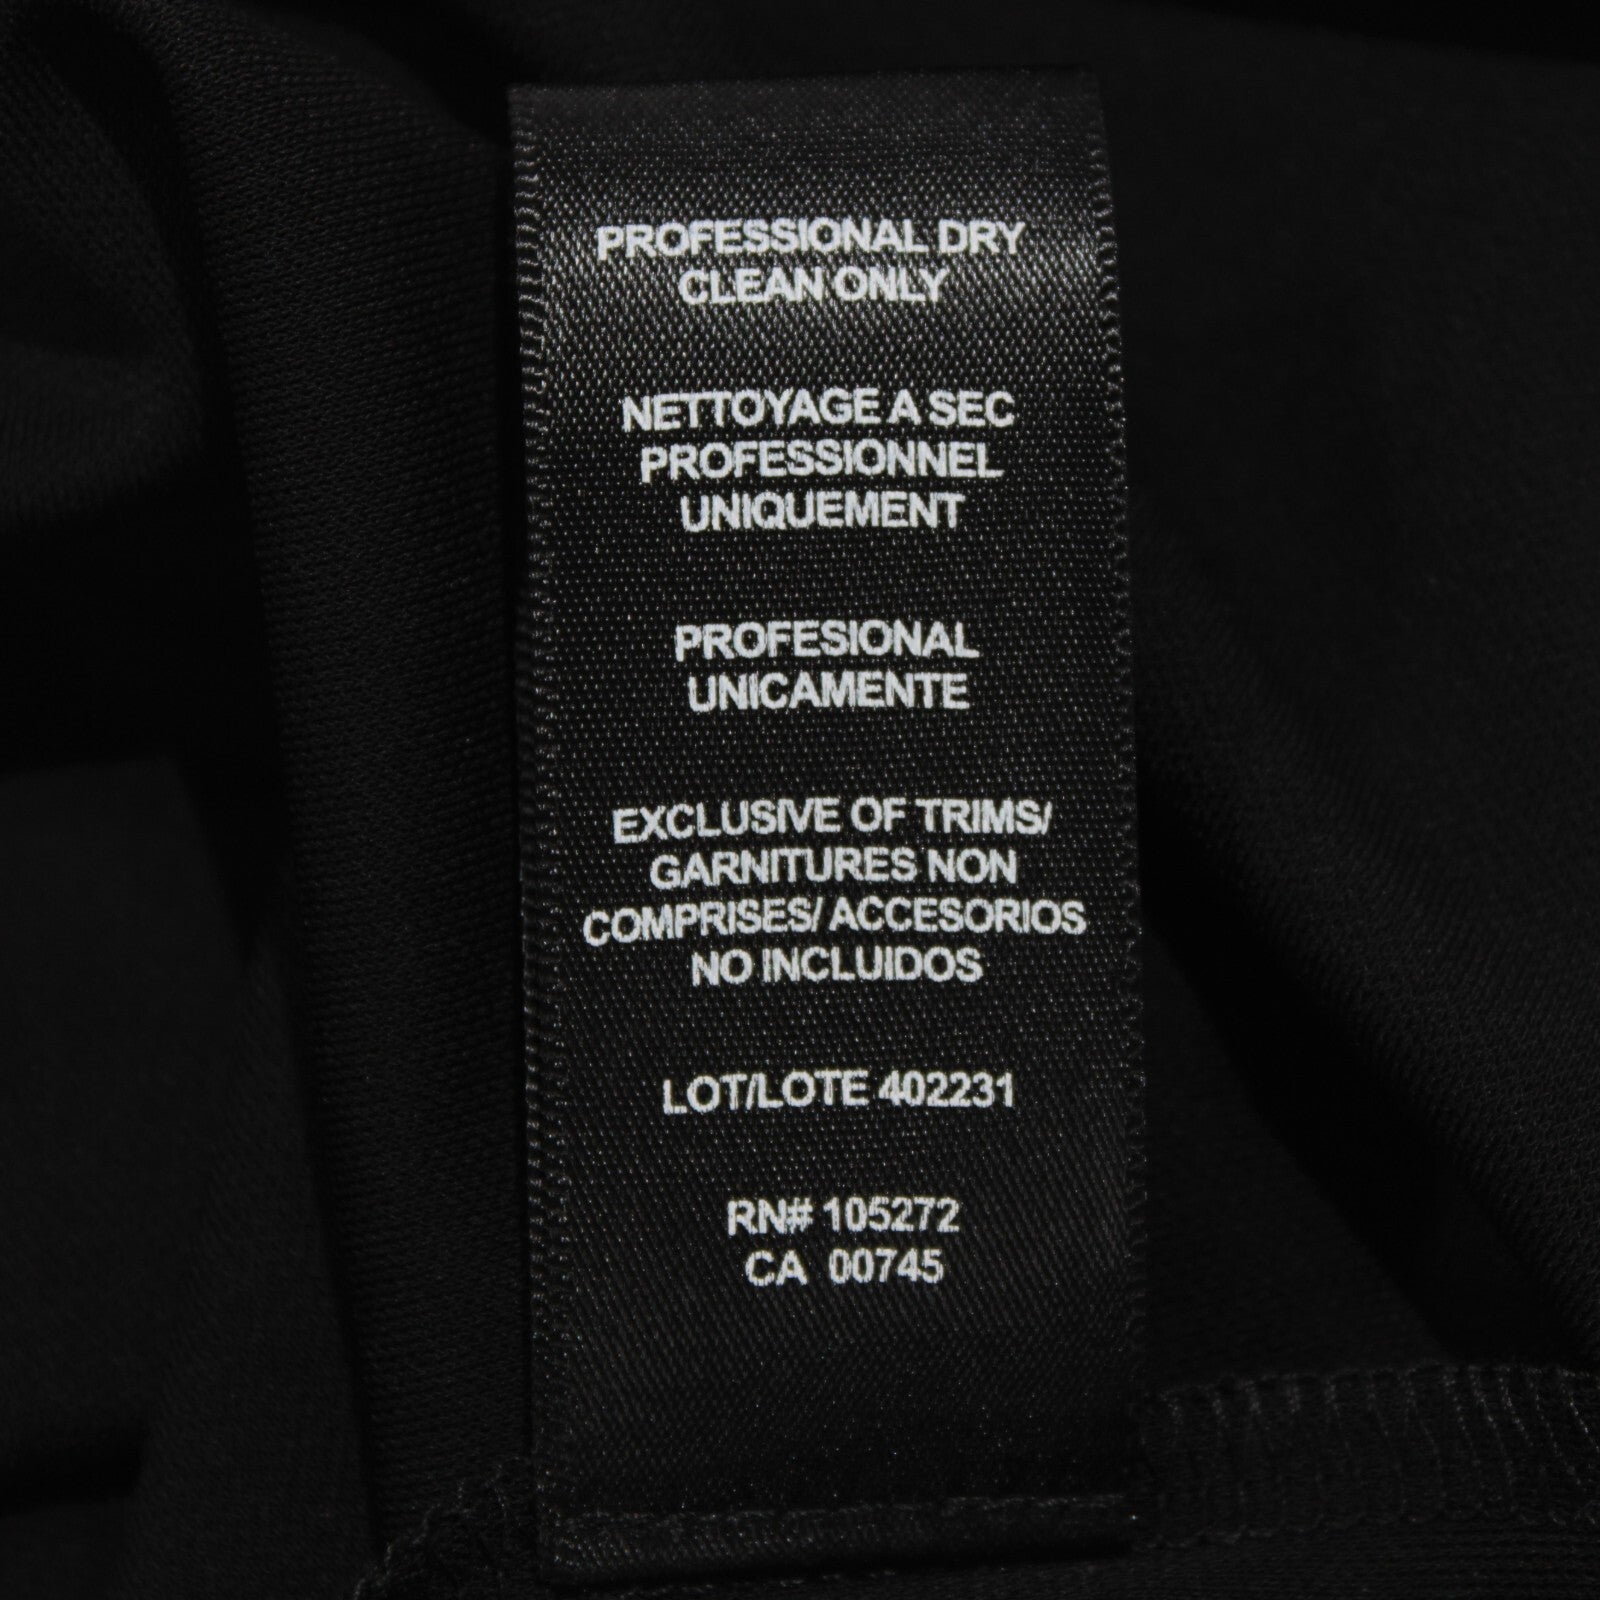 PROFESSIONAL DRY
CLEAN ONLY
NETTOYAGE A SEC
PROFESSIONNEL
UNIQUEMENT
PROFESIONAL
UNICAMENTE
EXCLUSIVE OF TRIMS/
GARNITURES NON
COMPRISES/ ACCESORIOS
NO INCLUIDOS
LOT/LOTE 402231
RN# 105272
CA 00745